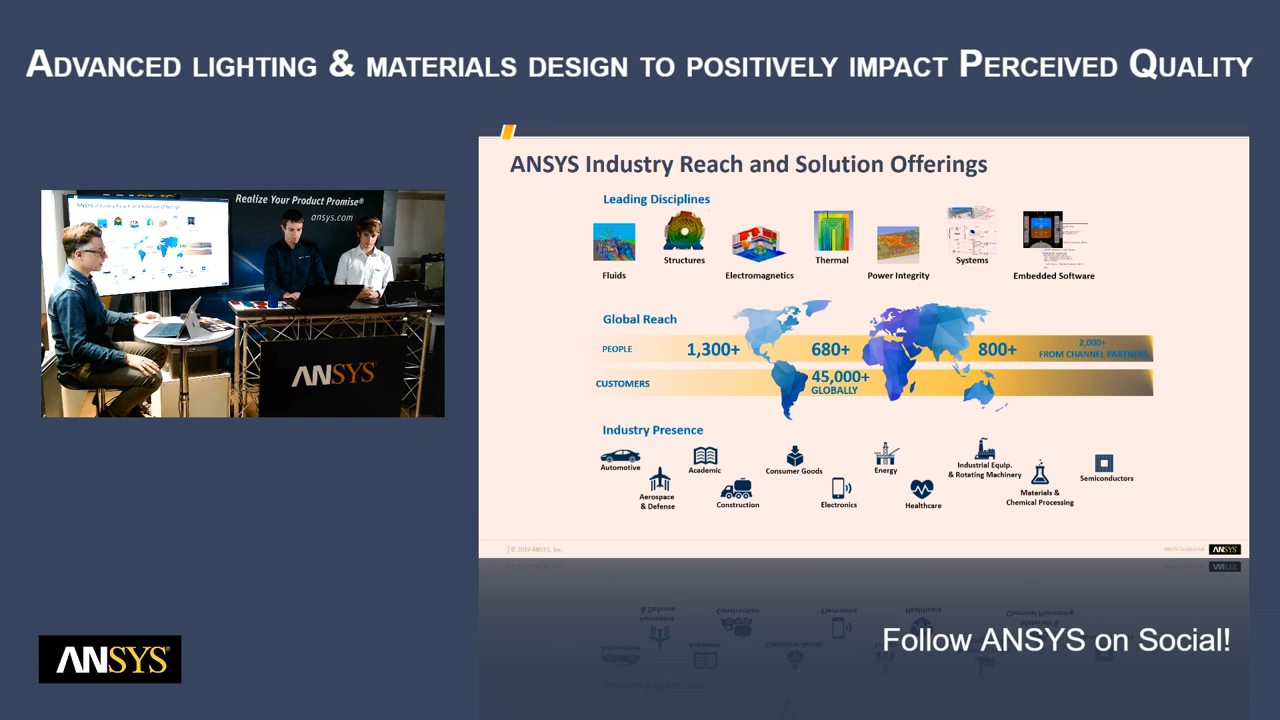 ADVANCED LIGHTING & MATERIALS DESIGN TO POSITIVELY IMPACT PERCEIVED QUALITY
Realize Your Product Promise®
ansys.com
ANSYS
ANSYS Industry Reach and Solution Offerings
Leading Disciplines
Fluids
Structures
Electromagnetics
Thermal
Power Integrity
Systems
Embedded Software
Global Reach
PEOPLE
1,300+
680+
800+
2,000+
FROM CHANNEL PARTNERS
CUSTOMERS
45,000+
GLOBALLY
Industry Presence
Automotive
Aerospace
& Defense
Academic
Construction
Consumer Goods
Electronics
Energy
Healthcare
Industrial Equip.
& Rotating Machinery
Materials &
Chemical Processing
Semiconductors
© 2019 ANSYS, Inc.
ANSYS Confidential
ANSYS
Follow ANSYS on Social!
ANSYS®